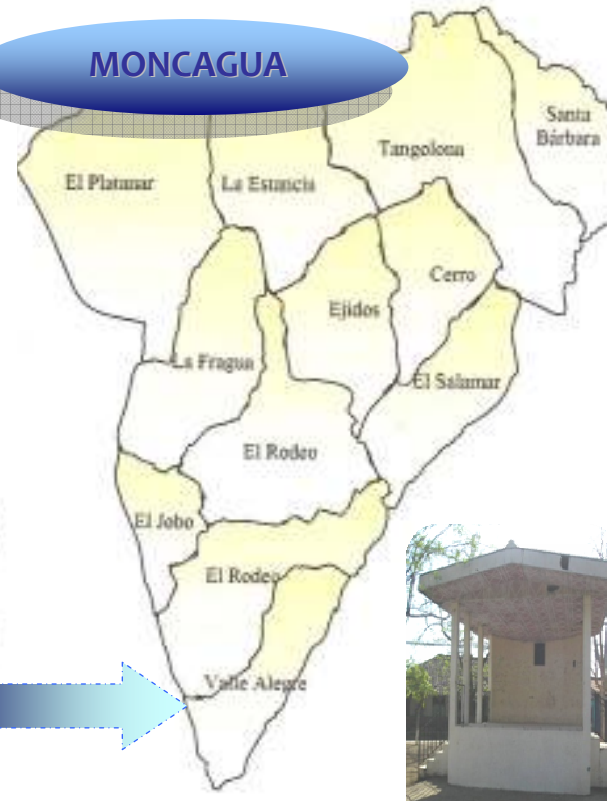 MONCAGUA
Santa
Bárbara
Tangolona
El Platanar
La Estancia
Cerro
Ejidos
La Fragua
El Salamar
El Rodeo
El Jobo
El Rodeo
Valle Alegre